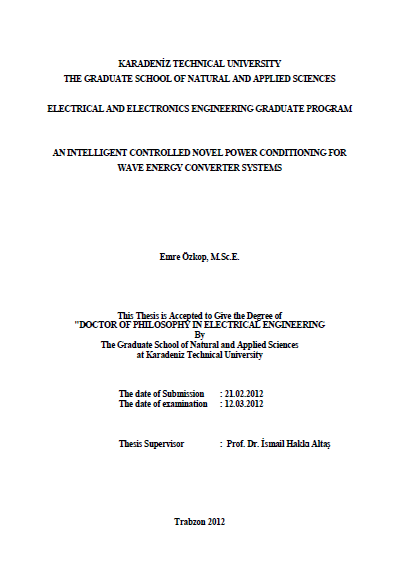 KARADENİZ TECHNICAL UNIVERSITY
THE GRADUATE SCHOOL OF NATURAL AND APPLIED SCIENCES
ELECTRICAL AND ELECTRONICS ENGINEERING GRADUATE PROGRAM
AN INTELLIGENT CONTROLLED NOVEL POWER CONDITIONING FOR
WAVE ENERGY CONVERTER SYSTEMS
Emre Özkop, M.Sc.E.
This Thesis is Accepted to Give the Degree of
"DOCTOR OF PHILOSOPHY IN ELECTRICAL ENGINEERING
By
The Graduate School of Natural and Applied Sciences
at Karadeniz Technical University
The date of Submission : 21.02.2012
The date of examination : 12.03.2012
Thesis Supervisor : Prof. Dr. İsmail Hakkı Altaş
Trabzon 2012